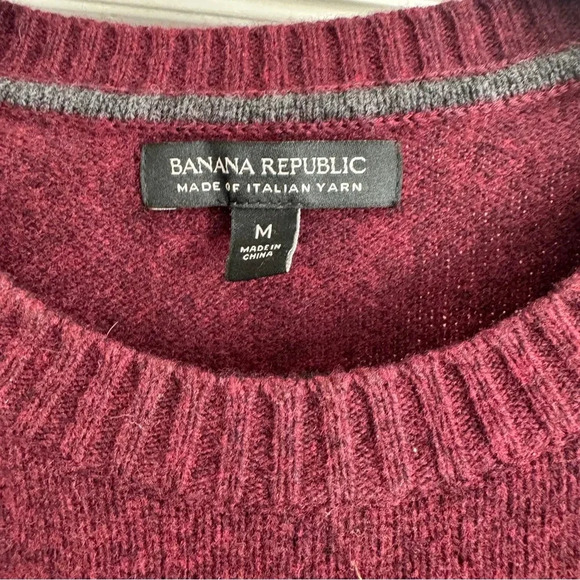 BANANA REPUBLIC
MADE OF ITALIAN YARN
M
MADE IN
CHINA